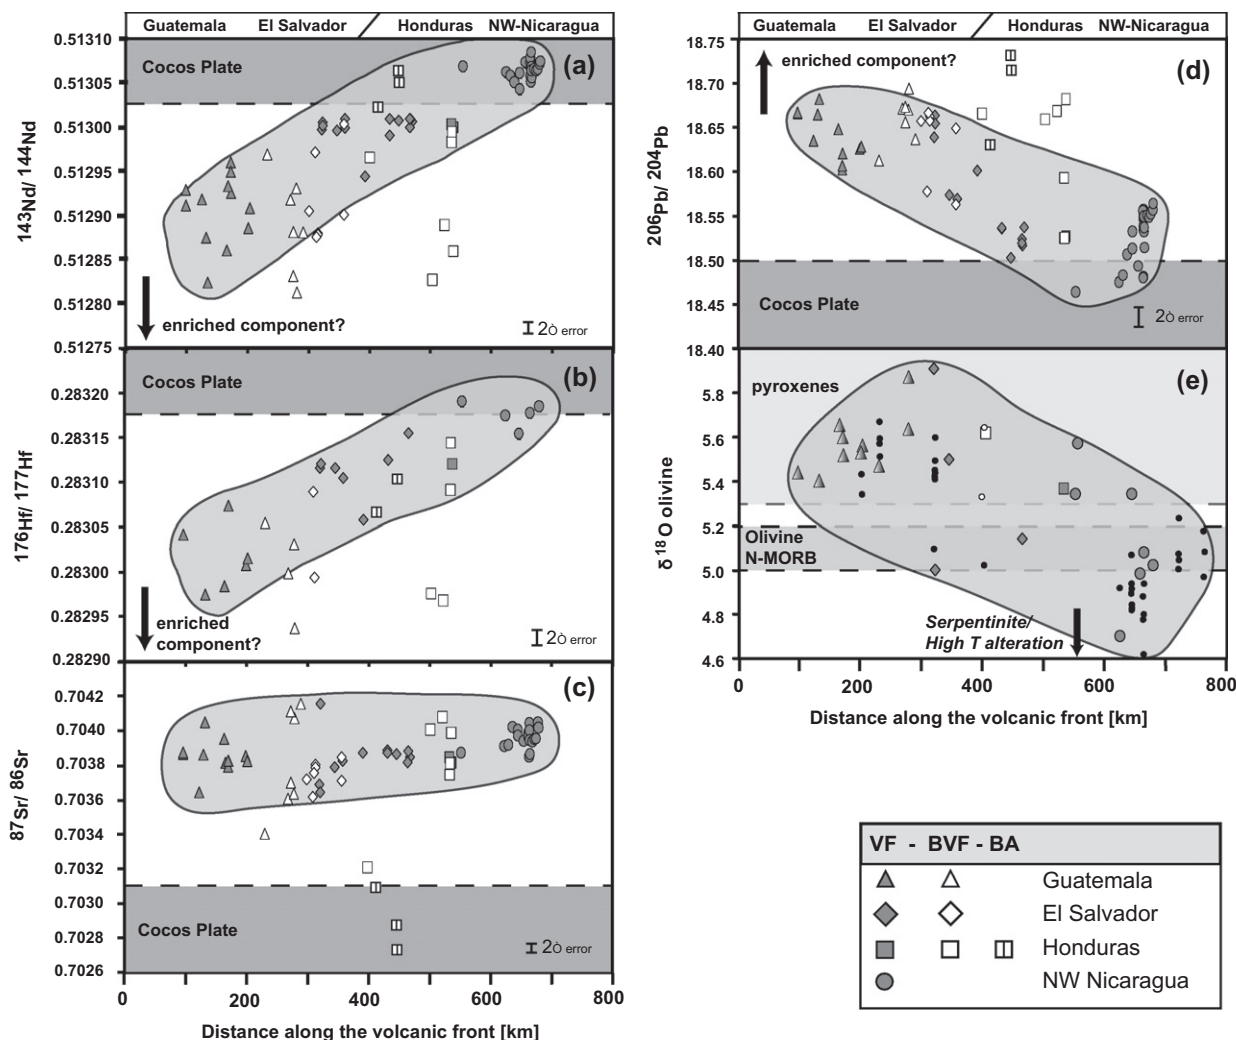 Guatemala El Salvador Honduras NW-Nicaragua
0.51310
0.51305
0.51300
0.51295
0.51290
0.51285
0.51280
0.51275
143Nd/ 144Nd
Cocos Plate
(a)
enriched component?
2Ò error
0.28320
0.28315
0.28310
0.28305
0.28300
0.28295
0.28290
176Hf/ 177Hf
Cocos Plate
(b)
enriched
component?
2Ò error
0.7042
0.7040
0.7038
0.7036
0.7034
0.7032
0.7030
0.7028
0.7026
87Sr/ 86Sr
(c)
Cocos Plate
2Ò error
0 200 400 600 800
Distance along the volcanic front [km]
Guatemala El Salvador Honduras NW-Nicaragua
18.75
18.70
18.65
18.60
18.55
18.50
18.45
18.40
206Pb/ 204Pb
enriched component?
(d)
Cocos Plate
2Ò error
5.8
5.6
5.4
5.2
5.0
4.8
4.6
δ18O olivine
pyroxenes
(e)
Olivine
N-MORB
Serpentinite/
High T alteration
0 200 400 600 800
Distance along the volcanic front [km]
VF - BVF - BA
Guatemala
El Salvador
Honduras
NW Nicaragua